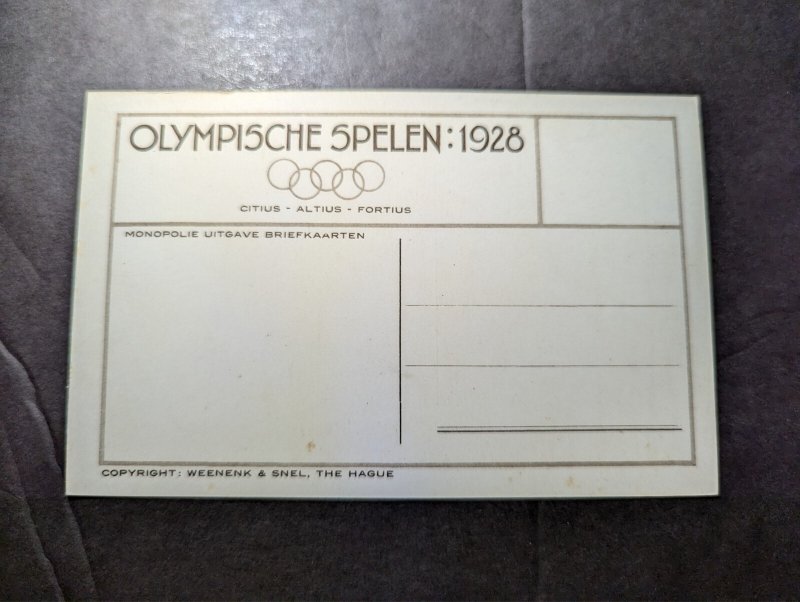 OLYMPISCHE SPELEN: 1928
CITIUS - ALTIUS - FORTIUS
MONOPOLIE UITGAVE BRIEFKAARTEN
COPYRIGHT: WEENENK & SNEL, THE HAGUE